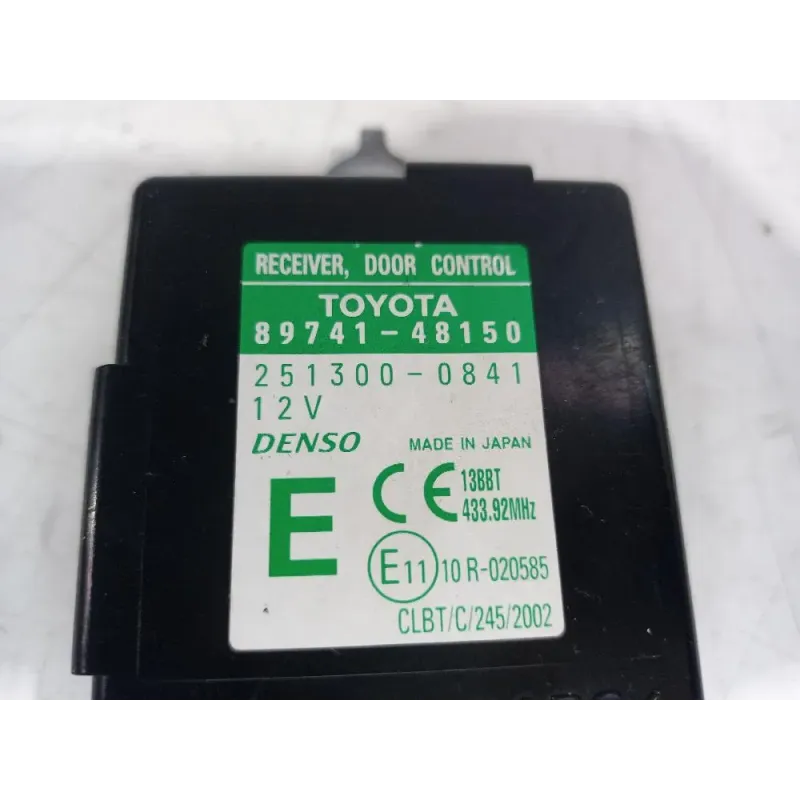 RECEIVER, DOOR CONTROL
TOYOTA
89741-48150
251300-0841
12V
DENSO MADE IN JAPAN
E CE 13BBT
433.92MHz
E11 10 R-020585
CLBT/C/245/2002